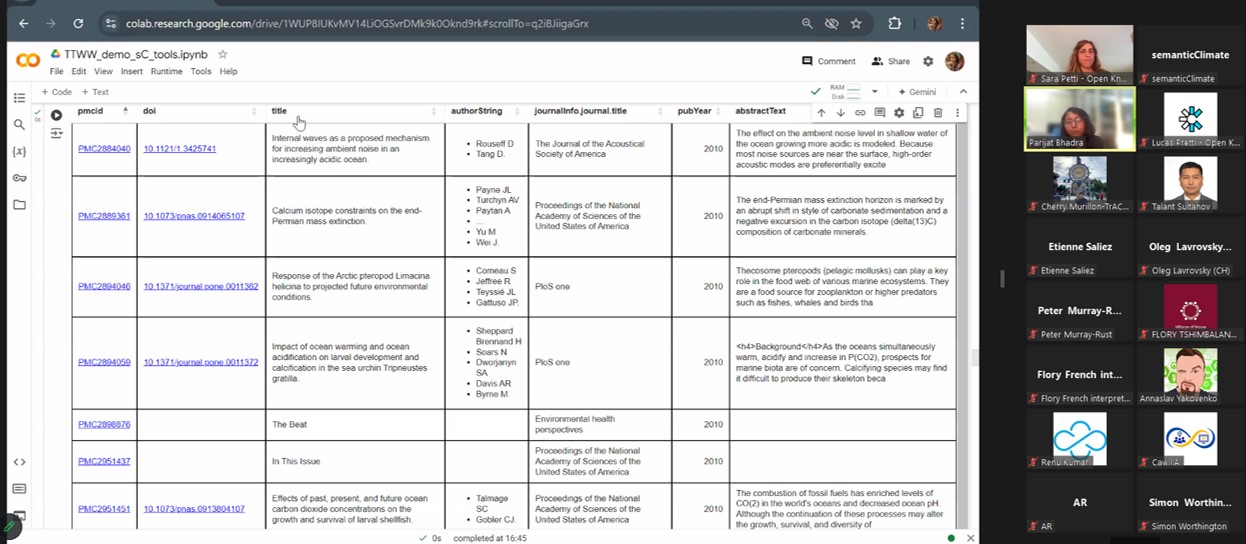 colab.research.google.com/drive/1WUP8IUKvMV14LiOGSvrDMk9k0Oknd9rk#scrollTo=q2iBJiigaGrx
TTWW_demo_sC_tools.ipynb
Comment
Share
File Edit View Insert Runtime Tools Help
+ Code + Text
RAM
Disk
Gemini
pmcid doi title authorString journalInfo.journal.title pubYear abstractText
0s
PMC2884040
10.1121/1.3425741
Internal waves as a proposed mechanism
for increasing ambient noise in an
increasingly acidic ocean.
• Rouseff D
• Tang D.
The Journal of the Acoustical
Society of America
2010
The effect on the ambient noise level in shallow water of
the ocean growing more acidic is modeled. Because
most noise sources are near the surface, high-order
acoustic modes are preferentially excite
PMC2889361
10.1073/pnas.0914065107
Calcium isotope constraints on the end-
Permian mass extinction.
• Payne JL
• Turchyn AV
• Paytan A
• ...
• Yu M
• Wei J.
Proceedings of the National
Academy of Sciences of the
United States of America
2010
The end-Permian mass extinction horizon is marked by
an abrupt shift in style of carbonate sedimentation and a
negative excursion in the carbon isotope (delta(13)C)
composition of carbonate minerals.
PMC2894046
10.1371/journal.pone.0011362
Response of the Arctic pteropod Limacina
helicina to projected future environmental
conditions.
• Comeau S
• Jeffree R
• Teyssié JL
• Gattuso JP.
PloS one
2010
Thecosome pteropods (pelagic mollusks) can play a key
role in the food web of various marine ecosystems. They
are a food source for zooplankton or higher predators
such as fishes, whales and birds tha
PMC2894059
10.1371/journal.pone.0011372
Impact of ocean warming and ocean
acidification on larval development and
calcification in the sea urchin Tripneustes
gratilla.
• Sheppard
Brennand H
• Soars N
• Dworjanyn
SA
• Davis AR
• Byrne M.
PloS one
2010
<h4>Background</h4>As the oceans simultaneously
warm, acidify and increase in P(CO2), prospects for
marine biota are of concern. Calcifying species may
find it difficult to produce their skeleton beca
PMC2898876
The Beat
Environmental health
perspectives
2010
PMC2951437
In This Issue
Proceedings of the National
Academy of Sciences of the
United States of America
2010
PMC2951451
10.1073/pnas.0913804107
Effects of past, present, and future ocean
carbon dioxide concentrations on the
growth and survival of larval shellfish.
• Talmage
SC
• Gobler CJ.
Proceedings of the National
Academy of Sciences of the
United States of America
2010
The combination of fossil fuels has enriched levels of
CO(2) in the world's oceans and decreased ocean pH.
Although the continuation of these processes may alter
the growth, survival, and diversity of
0s completed at 16:45
Sara Petti - Open Kn...
semanticClimate
semanticClimate
Parijat Bhadra
Lucas Pretti - Open K...
Cherry Murillon-TrAC...
Talant Sultanov
Etienne Saliez
Etienne Saliez
Oleg Lavrovsky...
Oleg Lavrovsky (CH)
Peter Murray-R...
Peter Murray-Rust
FLORY TSHIMBALAN...
Flory French int...
Flory French interpret...
Annaslav Yakovenko
Renu Kumari
CawilAI
AR
AR
Simon Worthin...
Simon Worthington